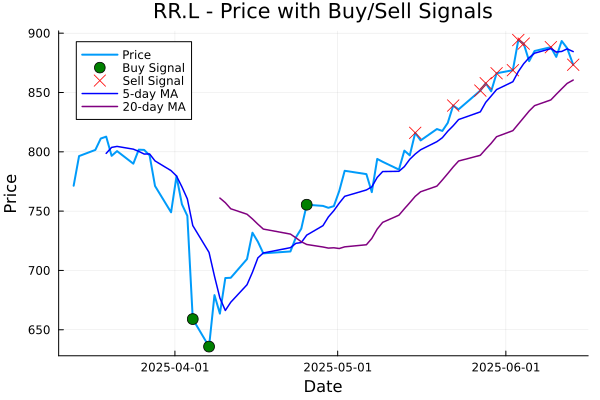 RR.L - Price with Buy/Sell Signals
900
850
800
750
700
650
Price
Price
Buy Signal
Sell Signal
5-day MA
20-day MA
2025-04-01
2025-05-01
2025-06-01
Date